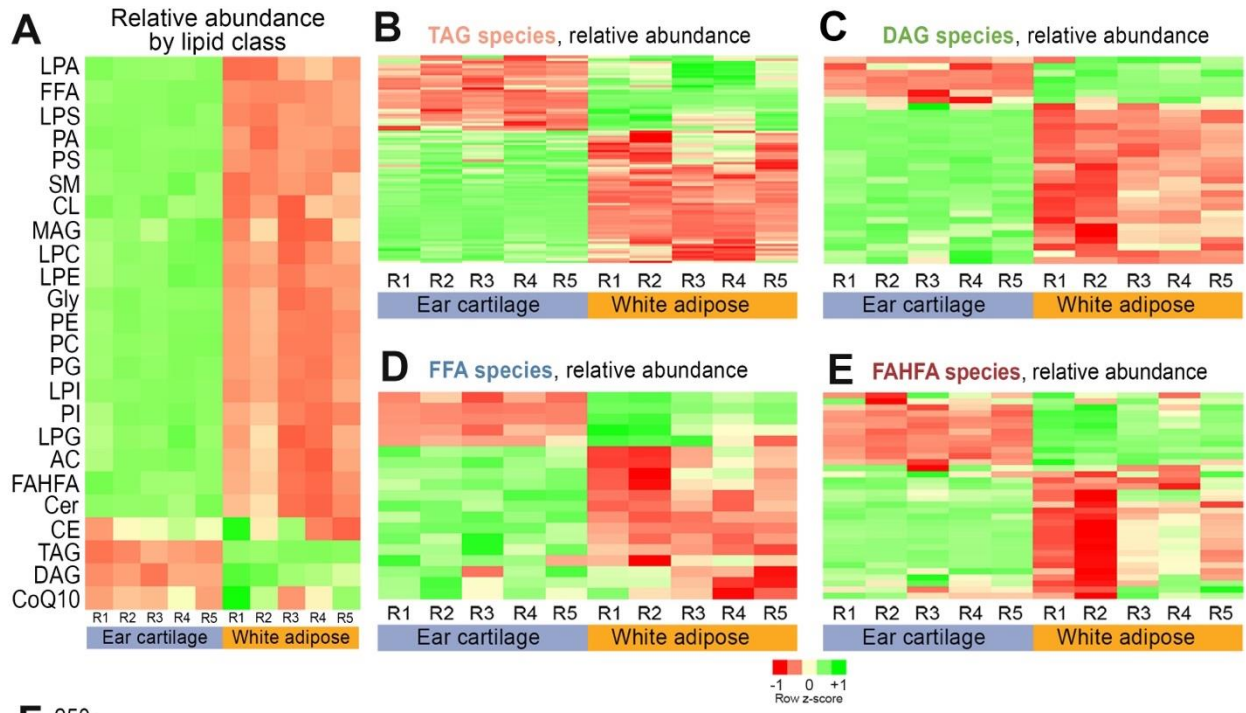 A
Relative abundance
by lipid class
LPA
FFA
LPS
PA
PS
SM
CL
MAG
LPC
LPE
Gly
PE
PC
PG
LPI
PI
LPG
AC
FAHFA
Cer
CE
TAG
DAG
CoQ10
R1 R2 R3 R4 R5 R1 R2 R3 R4 R5
Ear cartilage White adipose
B TAG species, relative abundance
R1 R2 R3 R4 R5 R1 R2 R3 R4 R5
Ear cartilage White adipose
C DAG species, relative abundance
R1 R2 R3 R4 R5 R1 R2 R3 R4 R5
Ear cartilage White adipose
D FFA species, relative abundance
R1 R2 R3 R4 R5 R1 R2 R3 R4 R5
Ear cartilage White adipose
E FAHFA species, relative abundance
R1 R2 R3 R4 R5 R1 R2 R3 R4 R5
Ear cartilage White adipose
-1 0 +1
Row z-score